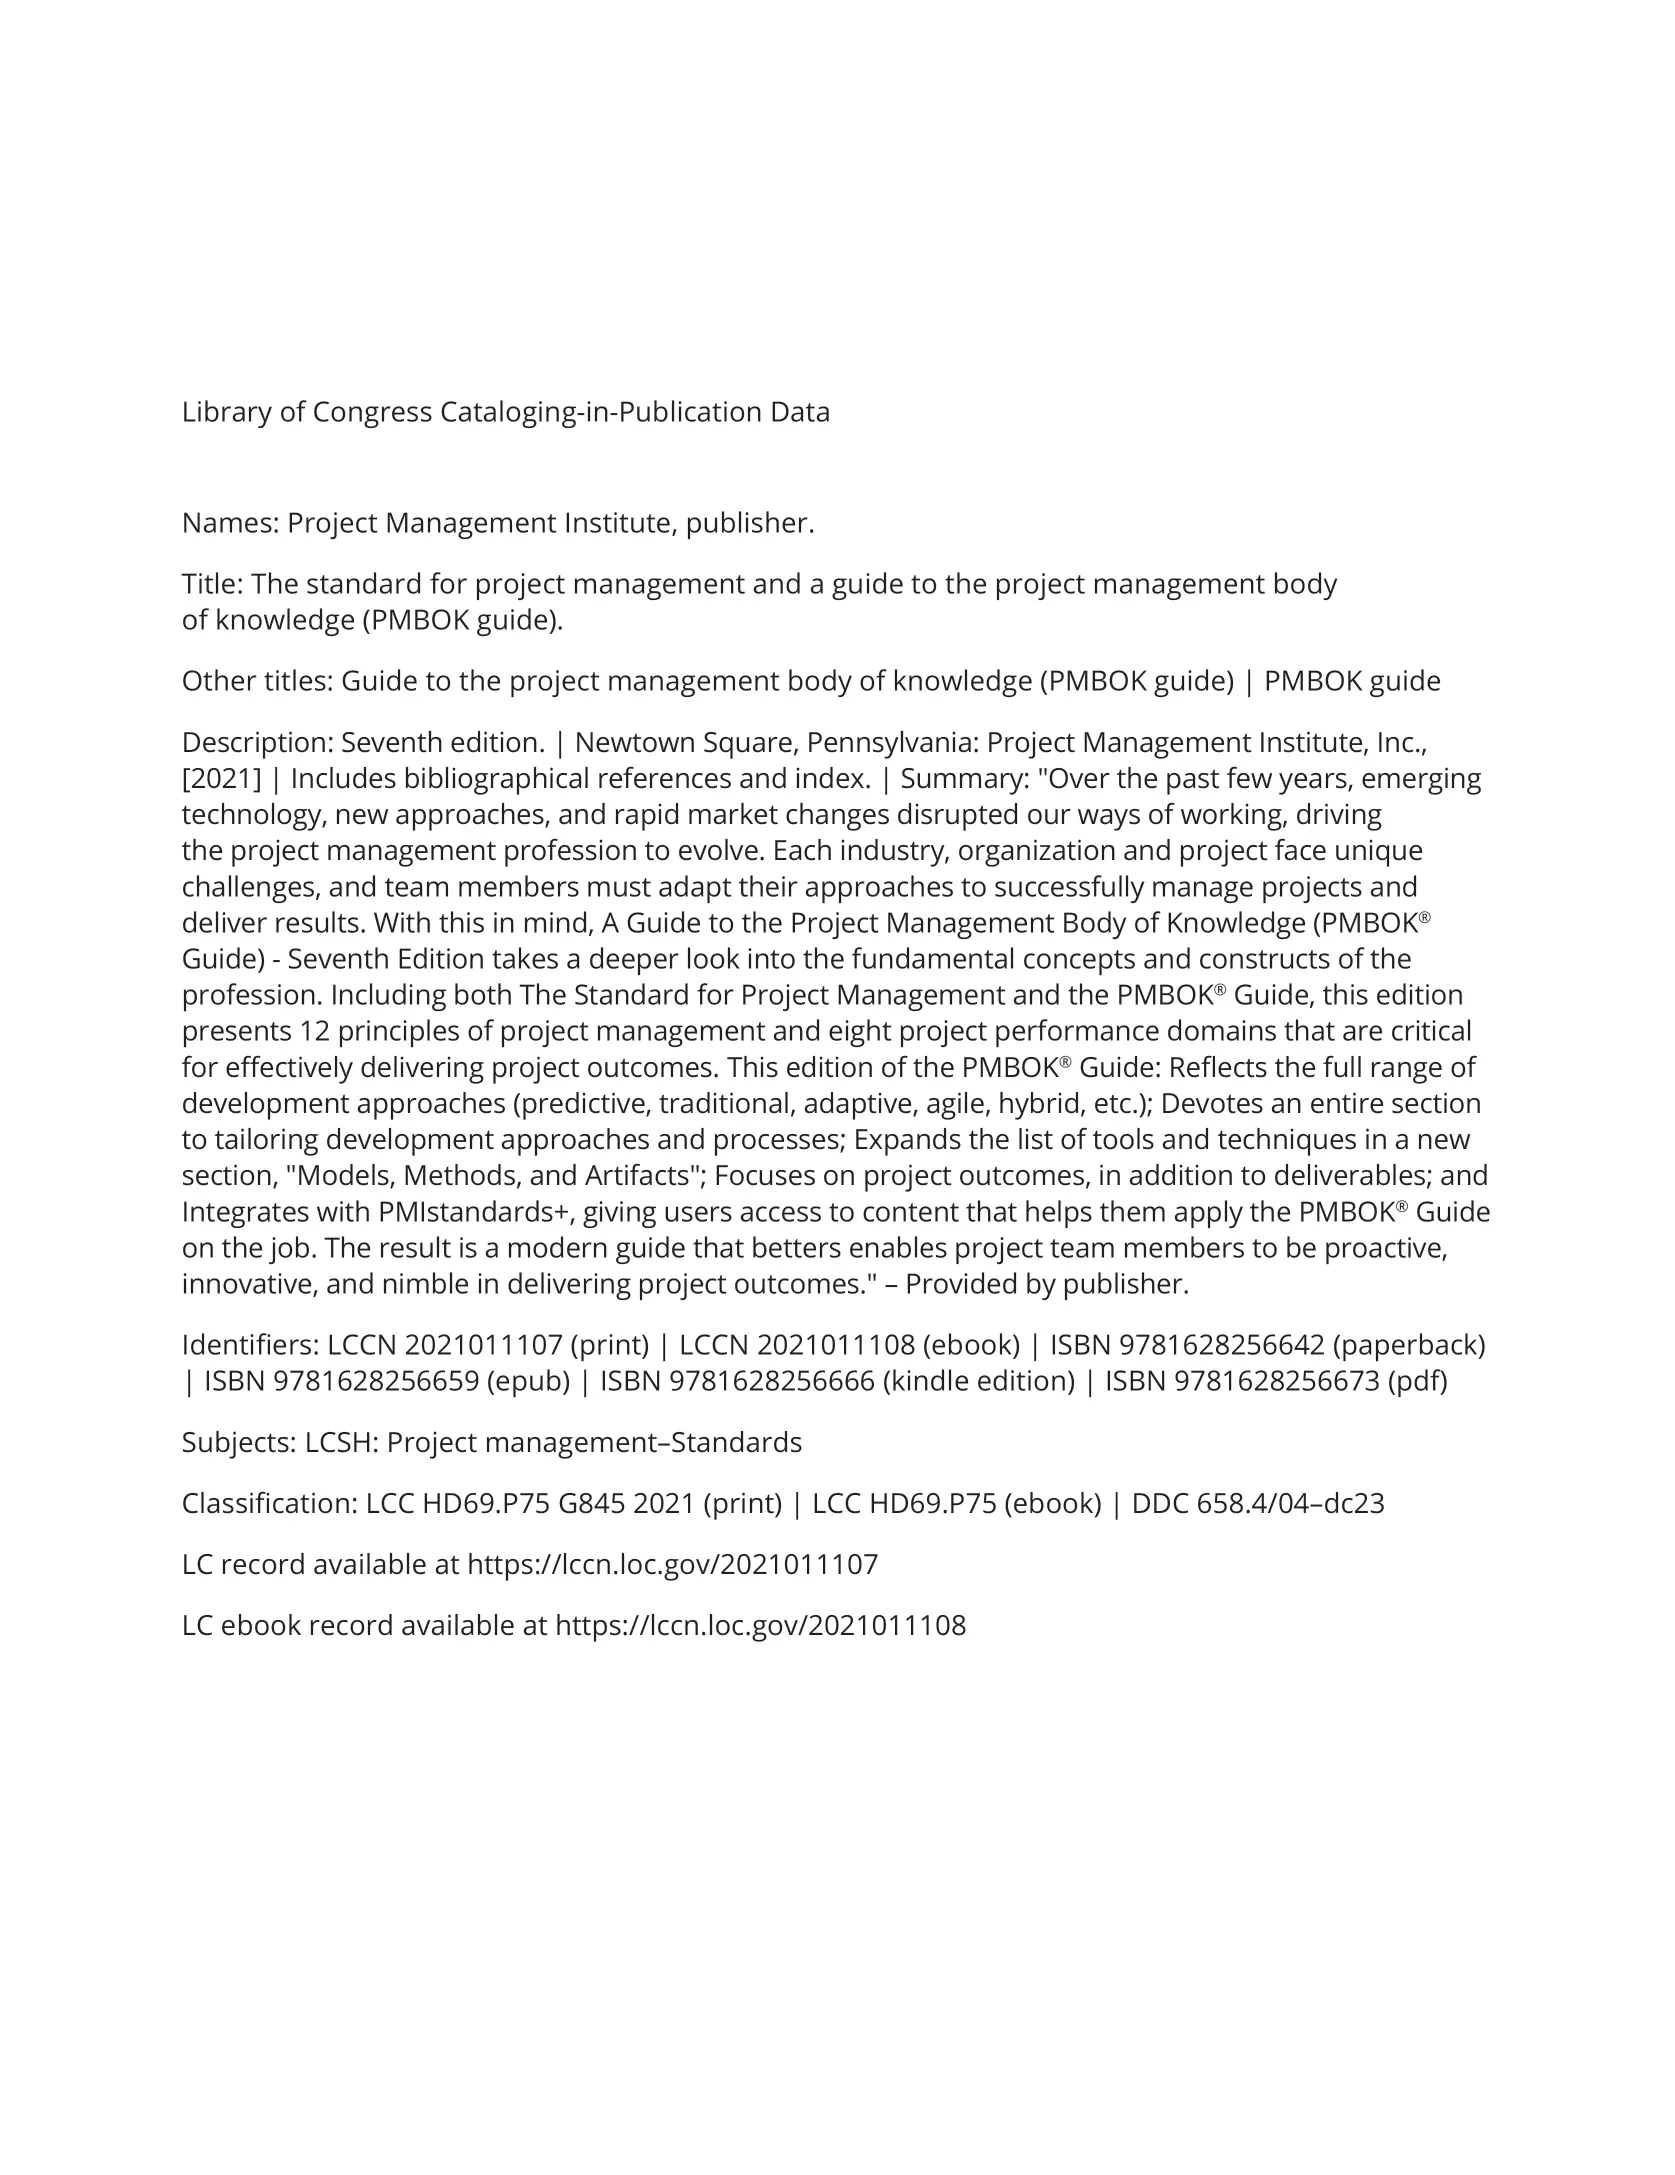 Library of Congress Cataloging-in-Publication Data
Names: Project Management Institute, publisher.
Title: The standard for project management and a guide to the project management body
of knowledge (PMBOK guide).
Other titles: Guide to the project management body of knowledge (PMBOK guide) | PMBOK guide
Description: Seventh edition. | Newtown Square, Pennsylvania: Project Management Institute, Inc.,
[2021] | Includes bibliographical references and index. | Summary: "Over the past few years, emerging
technology, new approaches, and rapid market changes disrupted our ways of working, driving
the project management profession to evolve. Each industry, organization and project face unique
challenges, and team members must adapt their approaches to successfully manage projects and
deliver results. With this in mind, A Guide to the Project Management Body of Knowledge (PMBOK®
Guide) - Seventh Edition takes a deeper look into the fundamental concepts and constructs of the
profession. Including both The Standard for Project Management and the PMBOK® Guide, this edition
presents 12 principles of project management and eight project performance domains that are critical
for effectively delivering project outcomes. This edition of the PMBOK® Guide: Reflects the full range of
development approaches (predictive, traditional, adaptive, agile, hybrid, etc.); Devotes an entire section
to tailoring development approaches and processes; Expands the list of tools and techniques in a new
section, "Models, Methods, and Artifacts"; Focuses on project outcomes, in addition to deliverables; and
Integrates with PMIstandards+, giving users access to content that helps them apply the PMBOK® Guide
on the job. The result is a modern guide that betters enables project team members to be proactive,
innovative, and nimble in delivering project outcomes." – Provided by publisher.
Identifiers: LCCN 2021011107 (print) | LCCN 2021011108 (ebook) | ISBN 9781628256642 (paperback)
| ISBN 9781628256659 (epub) | ISBN 9781628256666 (kindle edition) | ISBN 9781628256673 (pdf)
Subjects: LCSH: Project management–Standards
Classification: LCC HD69.P75 G845 2021 (print) | LCC HD69.P75 (ebook) | DDC 658.4/04–dc23
LC record available at https://lccn.loc.gov/2021011107
LC ebook record available at https://lccn.loc.gov/2021011108